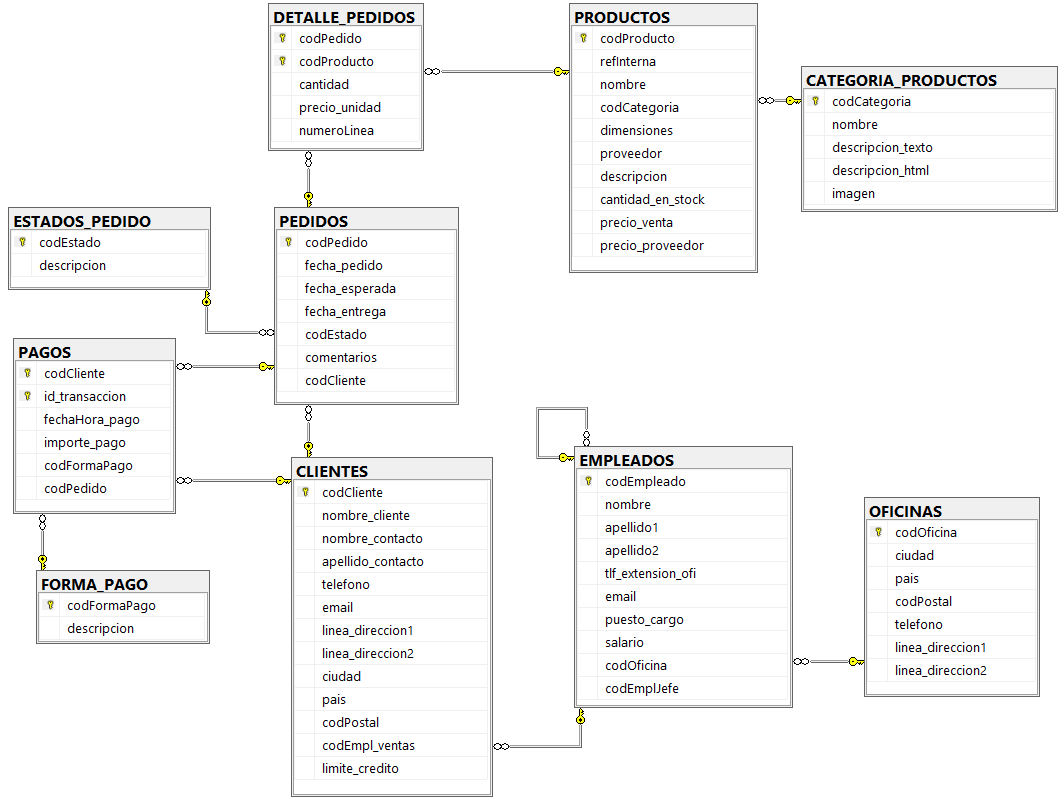 DETALLE_PEDIDOS
codPedido
codProducto
cantidad
precio_unidad
numeroLinea
PRODUCTOS
codProducto
refInterna
nombre
codCategoria
dimensiones
proveedor
descripcion
cantidad_en_stock
precio_venta
precio_proveedor
CATEGORIA_PRODUCTOS
codCategoria
nombre
descripcion_texto
descripcion_html
imagen
ESTADOS_PEDIDO
codEstado
descripcion
PEDIDOS
codPedido
fecha_pedido
fecha_esperada
fecha_entrega
codEstado
comentarios
codCliente
PAGOS
codCliente
id_transaccion
fechaHora_pago
importe_pago
codFormaPago
codPedido
FORMA_PAGO
codFormaPago
descripcion
CLIENTES
codCliente
nombre_cliente
nombre_contacto
apellido_contacto
telefono
email
linea_direccion1
linea_direccion2
ciudad
pais
codPostal
codEmpl_ventas
limite_credito
EMPLEADOS
codEmpleado
nombre
apellido1
apellido2
tlf_extension_ofi
email
puesto_cargo
salario
codOficina
codEmplJefe
OFICINAS
codOficina
ciudad
pais
codPostal
telefono
linea_direccion1
linea_direccion2